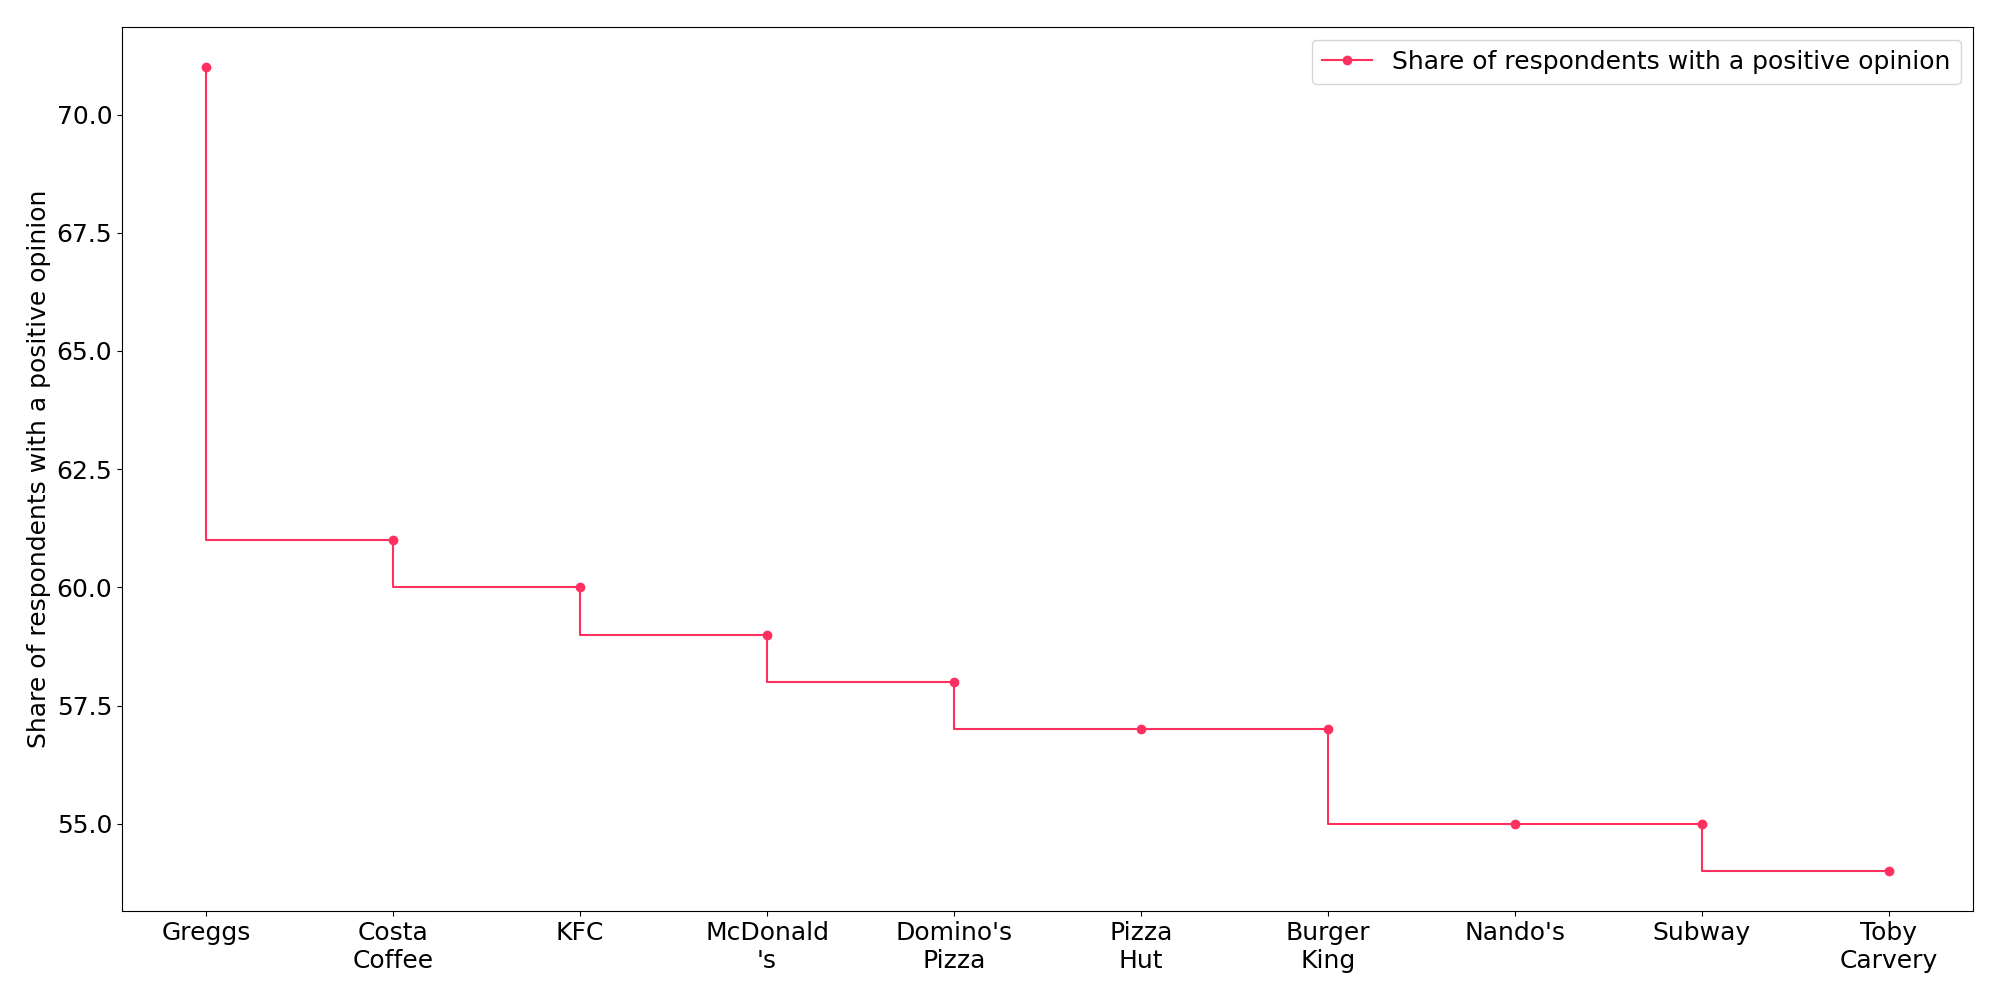 Share of respondents with a positive opinion
Share of respondents with a positive opinion
70.0
67.5
65.0
62.5
60.0
57.5
55.0
Greggs
Costa
Coffee
KFC
McDonald
's
Domino's
Pizza
Pizza
Hut
Burger
King
Nando's
Subway
Toby
Carvery